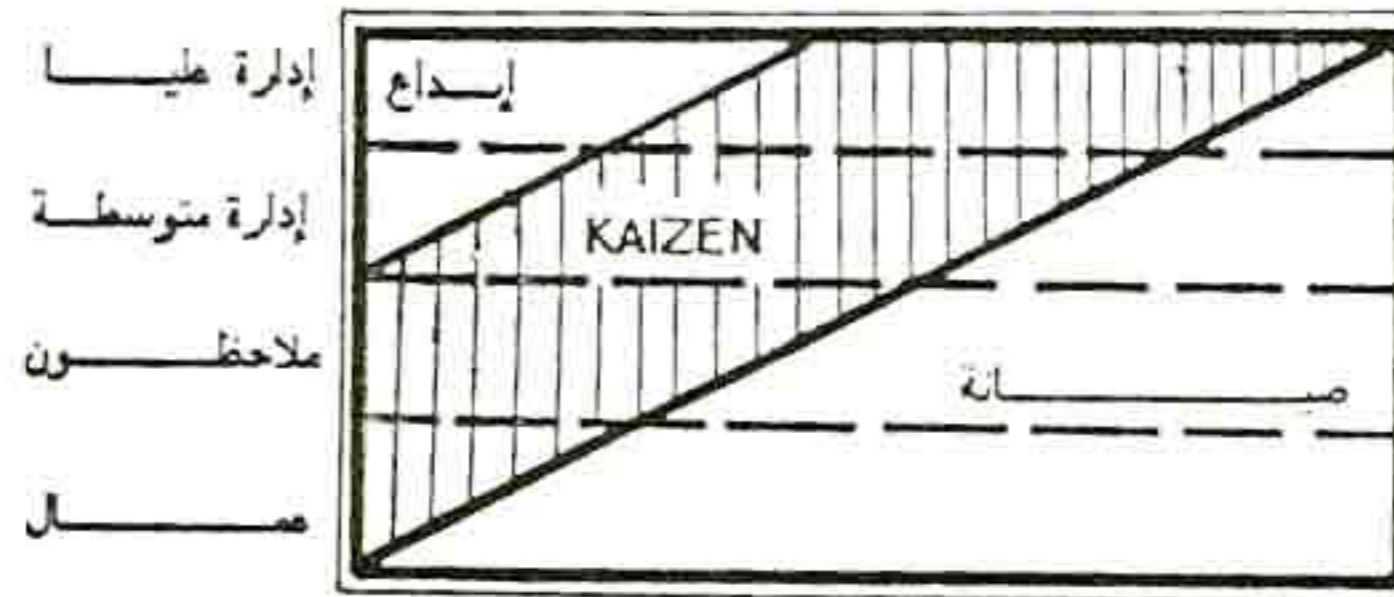 إدارة عليا
إبداع
إدارة متوسطة
KAIZEN
ملاحظون
صيانة
عمال